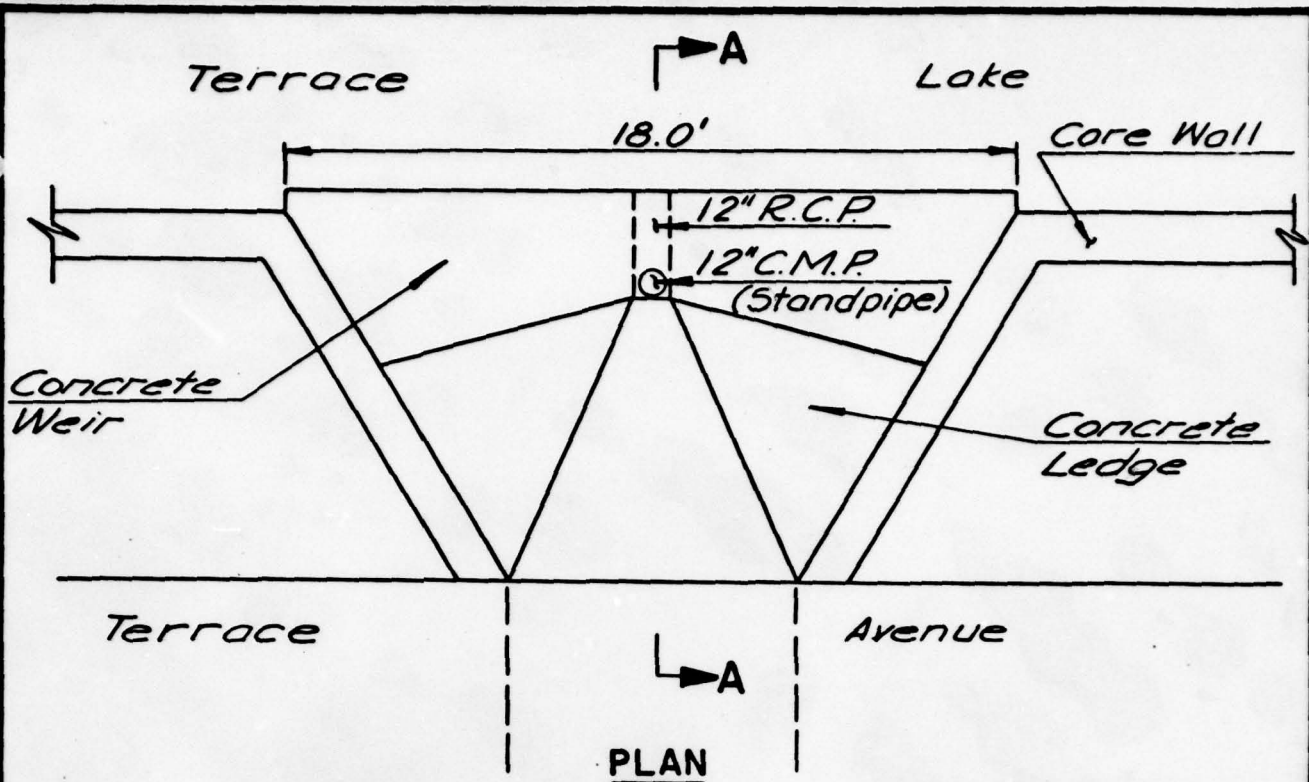 A
Terrace Lake
18.0'
Core Wall
12" R.C.P.
12" C.M.P.
(Standpipe)
Concrete
Weir
Concrete
Ledge
Terrace Avenue
A
PLAN